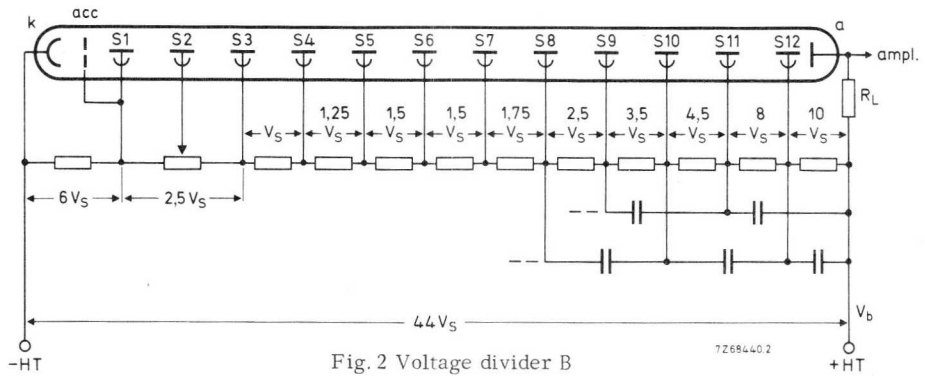 k acc a
S1 S2 S3 S4 S5 S6 S7 S8 S9 S10 S11 S12
ampl.
R_L
1,25 1,5 1,5 1,75 2,5 3,5 4,5 8 10
V_S V_S V_S V_S V_S V_S V_S V_S V_S V_S
6 V_S 2,5 V_S
44 V_S V_b
7Z68440.2
-HT Fig. 2 Voltage divider B +HT